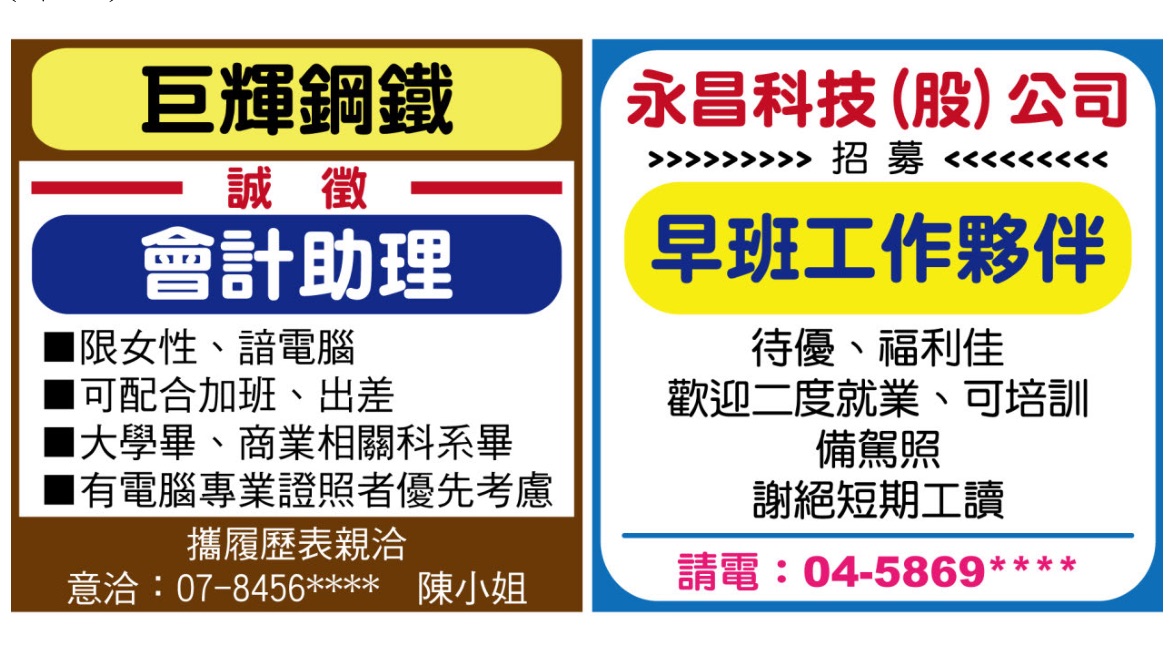 巨輝鋼鐵
誠 徵
會計助理
■限女性、諳電腦
■可配合加班、出差
■大學畢、商業相關科系畢
■有電腦專業證照者優先考慮
攜履歷表親洽
意洽：07-8456**** 陳小姐
永昌科技(股)公司
>>>>>>>>> 招 募 <<<<<<<<<
早班工作夥伴
待優、福利佳
歡迎二度就業、可培訓
備駕照
謝絕短期工讀
請電：04-5869****